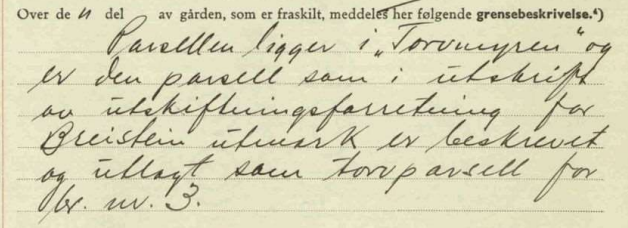 Over de n del av gården, som er fraskilt, meddeles her følgende grensebeskrivelse.⁴)
Parsellen ligger i „Torvmyren“ og
er den parsell som i utskrift
av utskiftningsforretning for
Breistein utmark er beskrevet
og utlagt som torvparsell for
br. nr. 3.